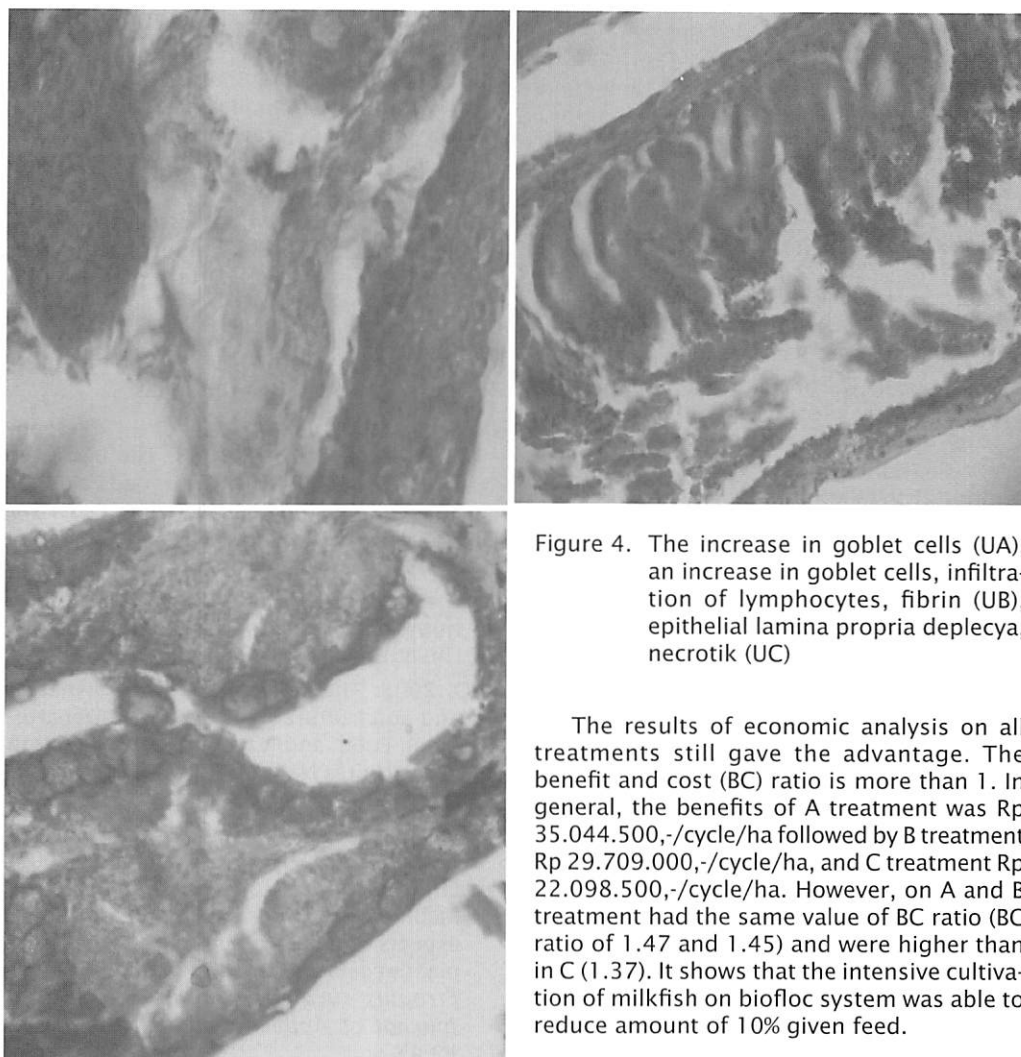 Figure 4. The increase in goblet cells (UA)
an increase in goblet cells, infiltra-
tion of lymphocytes, fibrin (UB),
epithelial lamina propria deplecya,
necrotik (UC)
The results of economic analysis on all
treatments still gave the advantage. The
benefit and cost (BC) ratio is more than 1. In
general, the benefits of A treatment was Rp
35.044.500,-/cycle/ha followed by B treatment
Rp 29.709.000,-/cycle/ha, and C treatment Rp
22.098.500,-/cycle/ha. However, on A and B
treatment had the same value of BC ratio (BC
ratio of 1.47 and 1.45) and were higher than
in C (1.37). It shows that the intensive cultiva-
tion of milkfish on biofloc system was able to
reduce amount of 10% given feed.